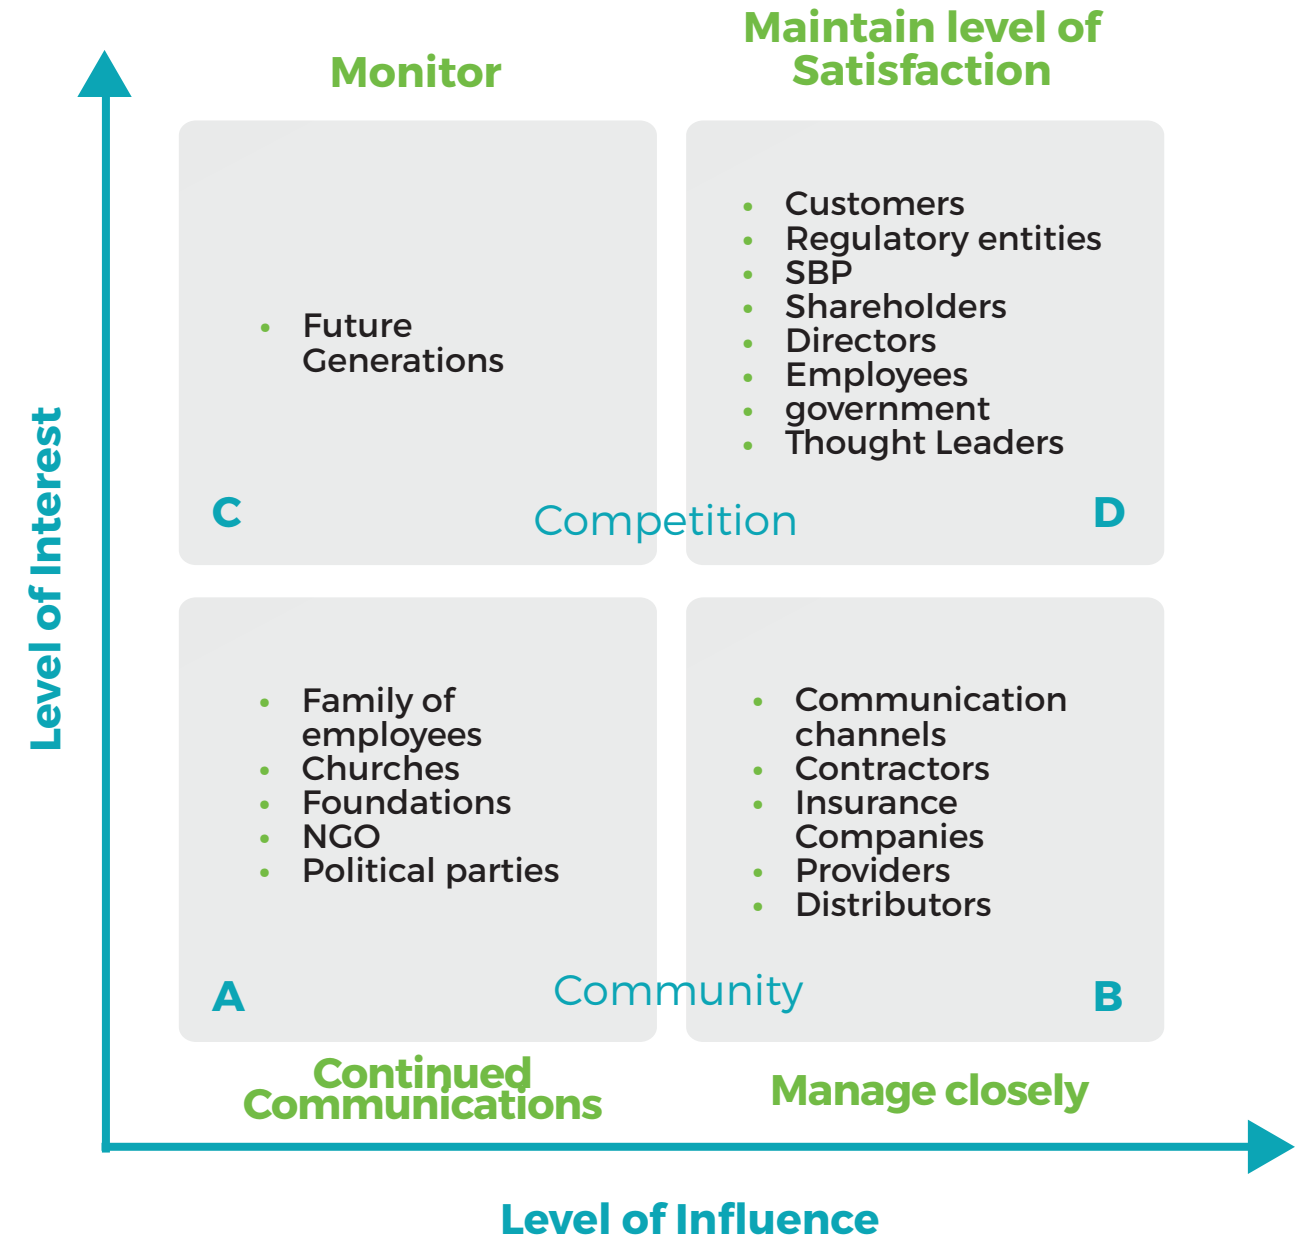 Monitor
Maintain level of
Satisfaction
Level of Interest
Future
Generations
C
Customers
Regulatory entities
SBP
Shareholders
Directors
Employees
government
Thought Leaders
D
Competition
Family of
employees
Churches
Foundations
NGO
Political parties
A
Communication
channels
Contractors
Insurance
Companies
Providers
Distributors
B
Community
Continued
Communications
Manage closely
Level of Influence